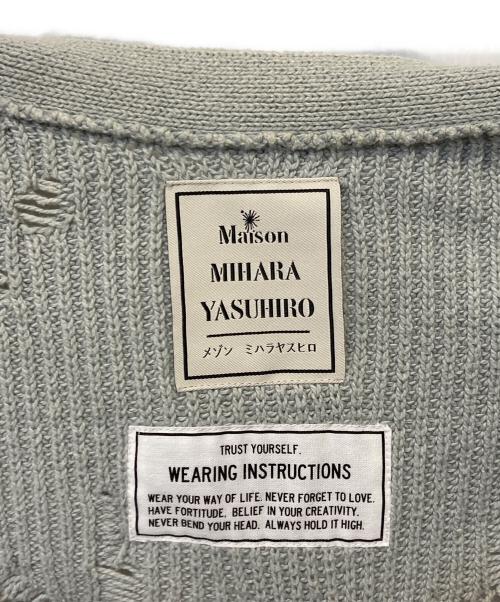 Maison
MIHARA
YASUHIRO
メゾン ミハラヤスヒロ
TRUST YOURSELF.
WEARING INSTRUCTIONS
WEAR YOUR WAY OF LIFE. NEVER FORGET TO LOVE.
HAVE FORTITUDE. BELIEF IN YOUR CREATIVITY.
NEVER BEND YOUR HEAD. ALWAYS HOLD IT HIGH.